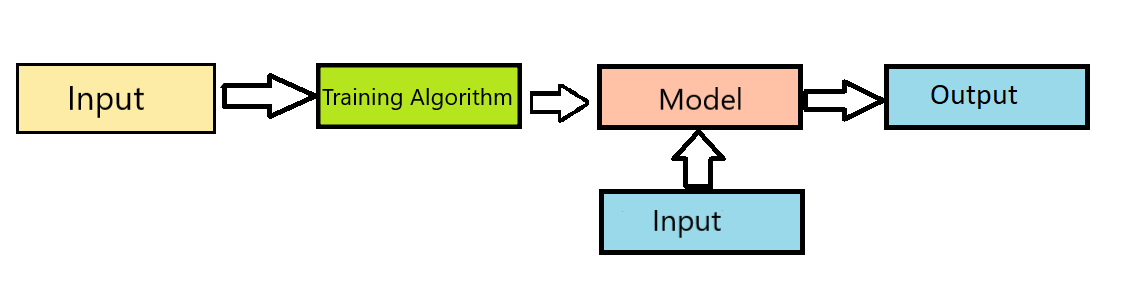 Input
Training Algorithm
Model
Output
Input